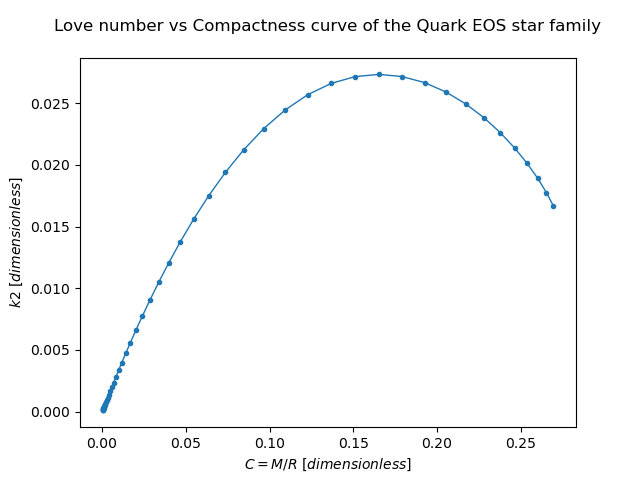 Love number vs Compactness curve of the Quark EOS star family
0.025
0.020
0.015
0.010
0.005
0.000
k2 [dimensionless]
0.00 0.05 0.10 0.15 0.20 0.25
C = M/R [dimensionless]